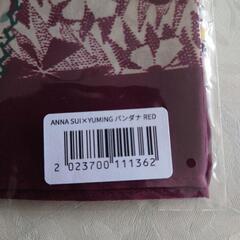 ANNA SUI×YUMING バンダナ RED
2 023700 111362